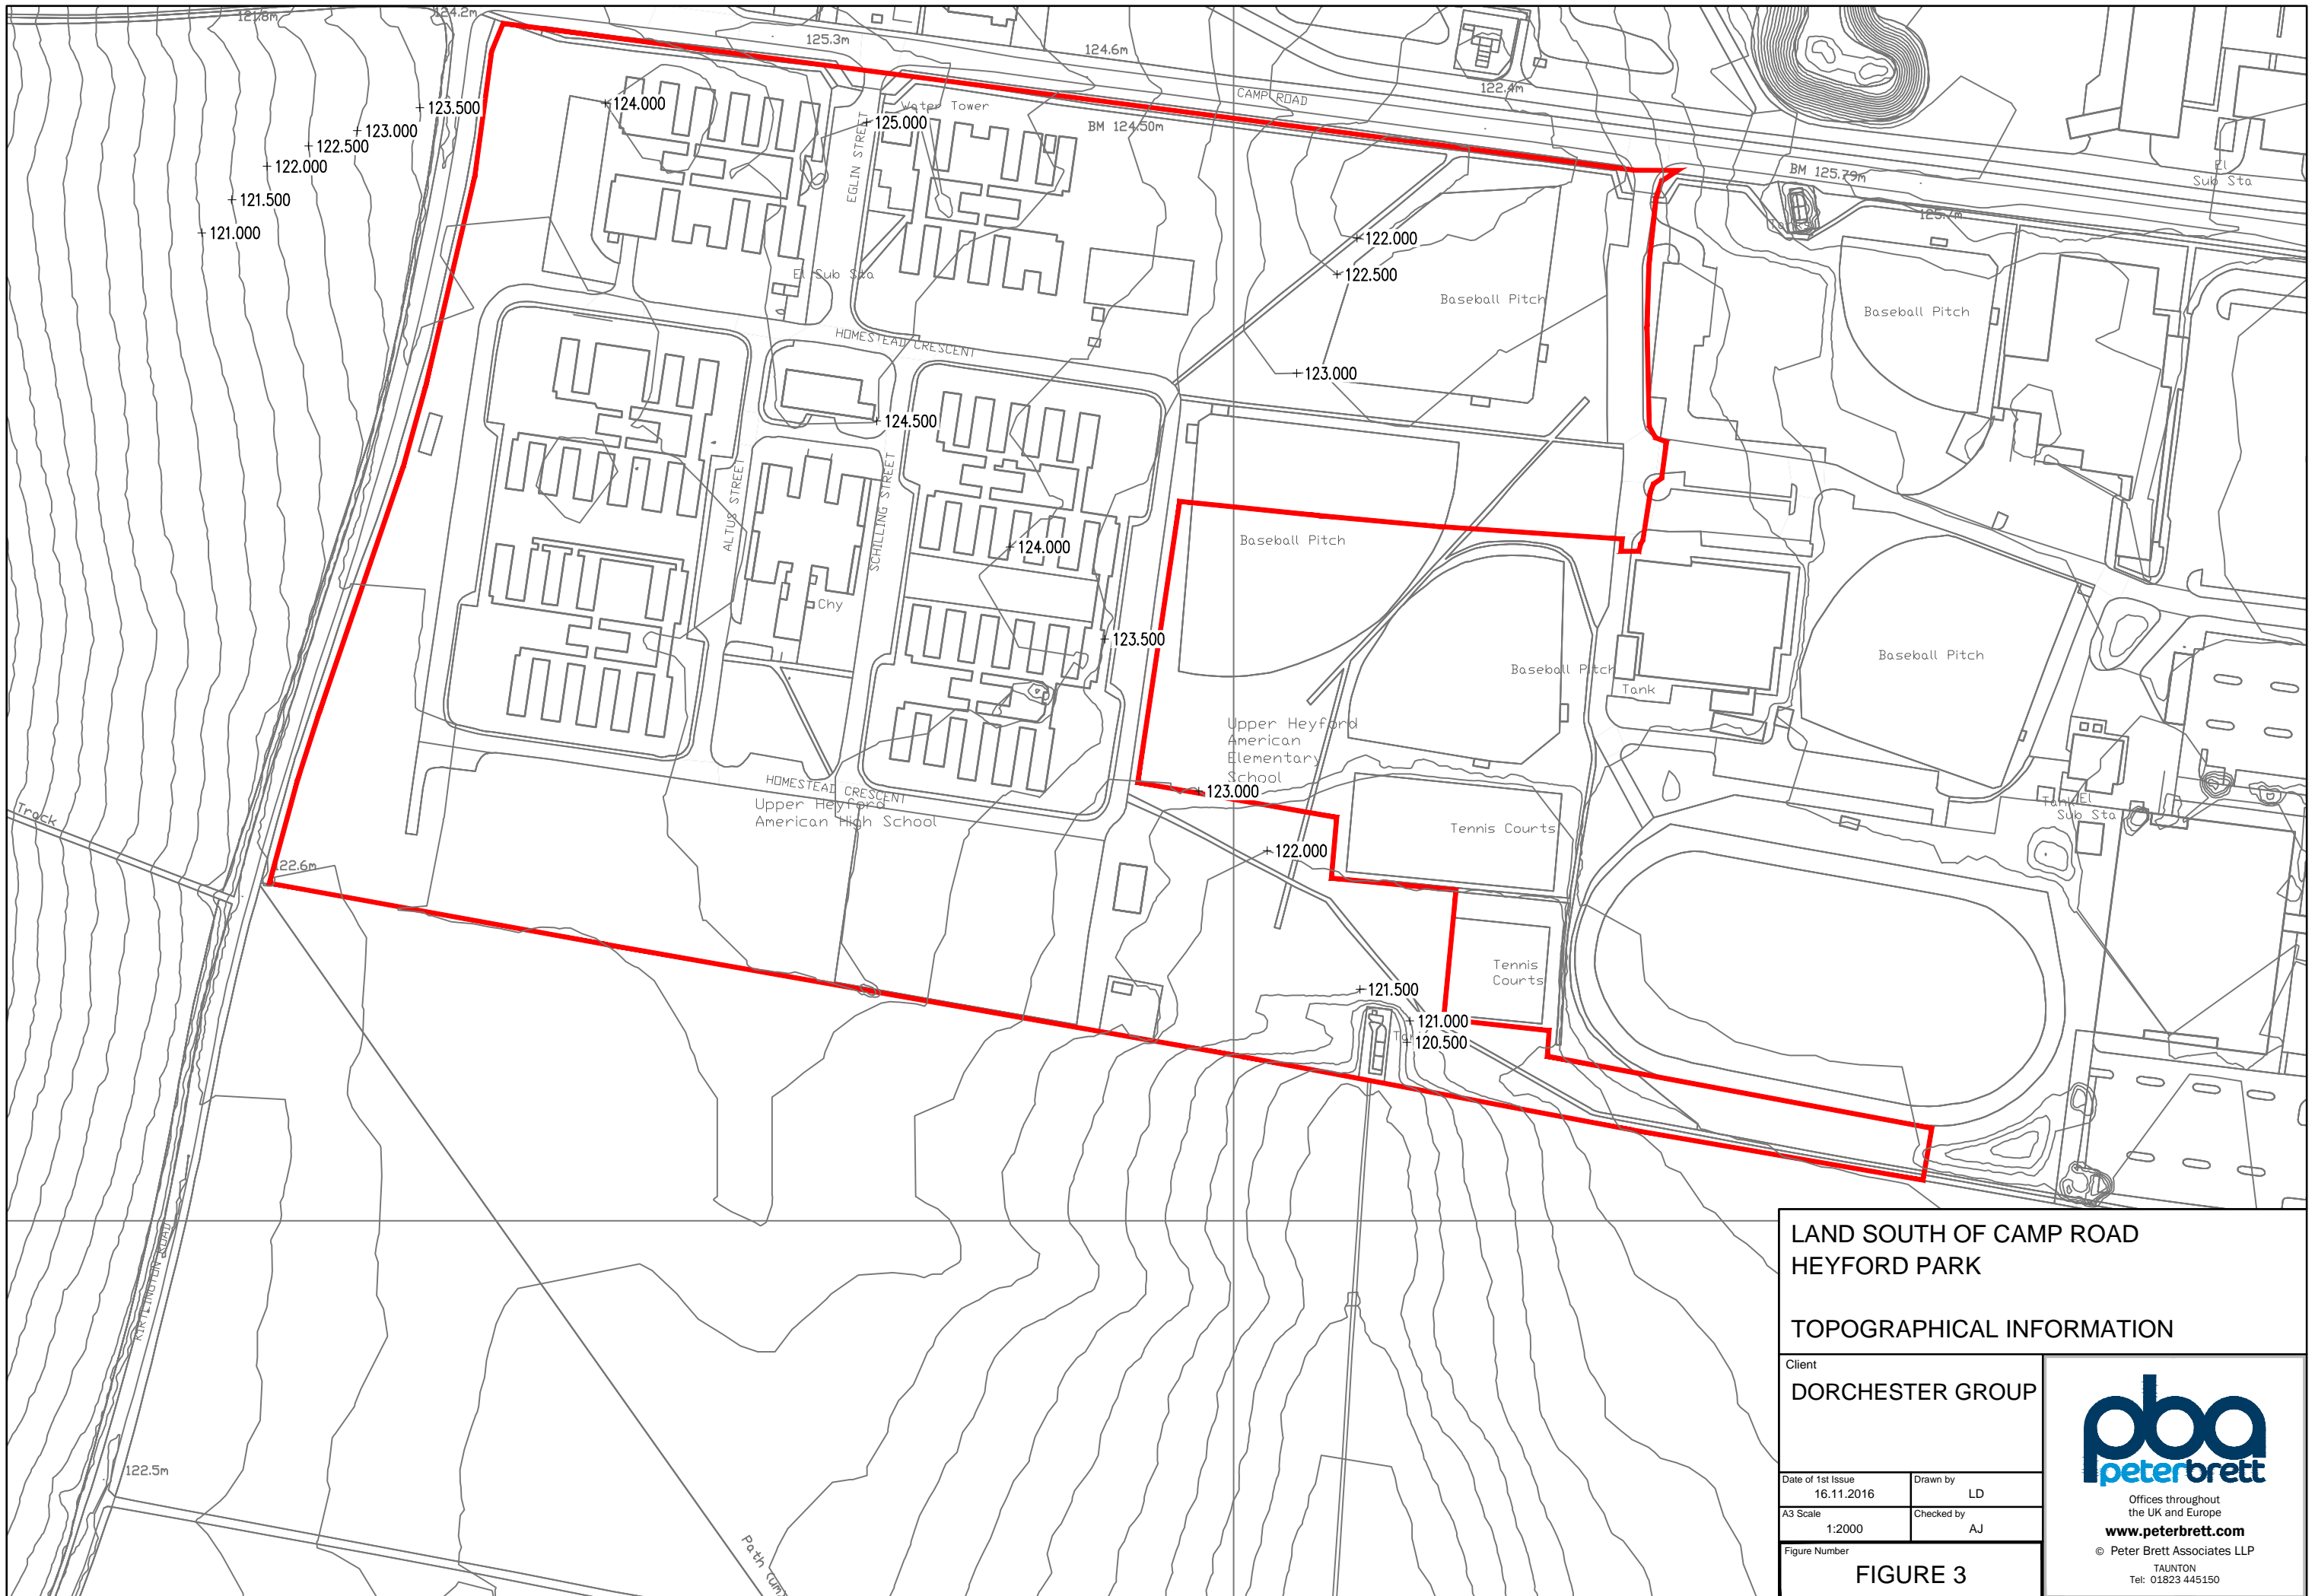 121.8m
124.2m
125.3m
124.6m
122.4m
CAMP ROAD
Water Tower
BM 124.50m
BM 125.79m
125.7m
El
Sub Sta
+123.500
+123.000
+122.500
+122.000
+121.500
+121.000
+124.000
+125.000
EGLIN STREET
El Sub Sta
HOMESTEAD CRESCENT
+124.500
ALTUS STREET
SCHILLING STREET
Chy
+124.000
+123.500
+122.000
+122.500
+123.000
Baseball Pitch
Baseball Pitch
Baseball Pitch
Baseball Pitch
Baseball Pitch
Tank
Upper Heyford
American
Elementary
School
+123.000
HOMESTEAD CRESCENT
Upper Heyford
American High School
+122.000
Tennis Courts
Tennis
Courts
+121.500
+121.000
+120.500
Tank
El
Sub Sta
Track
122.6m
KIRTLINGTON ROAD
122.5m
Path (um)
LAND SOUTH OF CAMP ROAD
HEYFORD PARK
TOPOGRAPHICAL INFORMATION
Client
DORCHESTER GROUP
Date of 1st Issue
16.11.2016
Drawn by
LD
A3 Scale
1:2000
Checked by
AJ
Figure Number
FIGURE 3
pba
peterbrett
Offices throughout
the UK and Europe
www.peterbrett.com
© Peter Brett Associates LLP
TAUNTON
Tel: 01823 445150